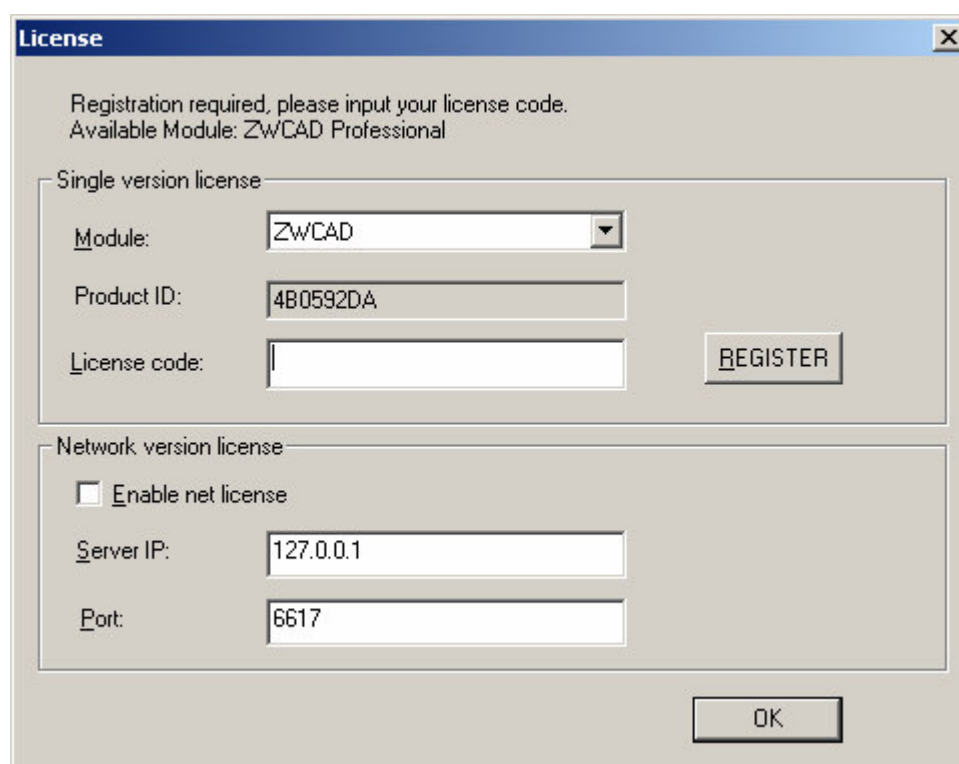 License
Registration required, please input your license code.
Available Module: ZWCAD Professional
Single version license
Module: ZWCAD
Product ID: 4B0592DA
License code:
REGISTER
Network version license
Enable net license
Server IP: 127.0.0.1
Port: 6617
OK